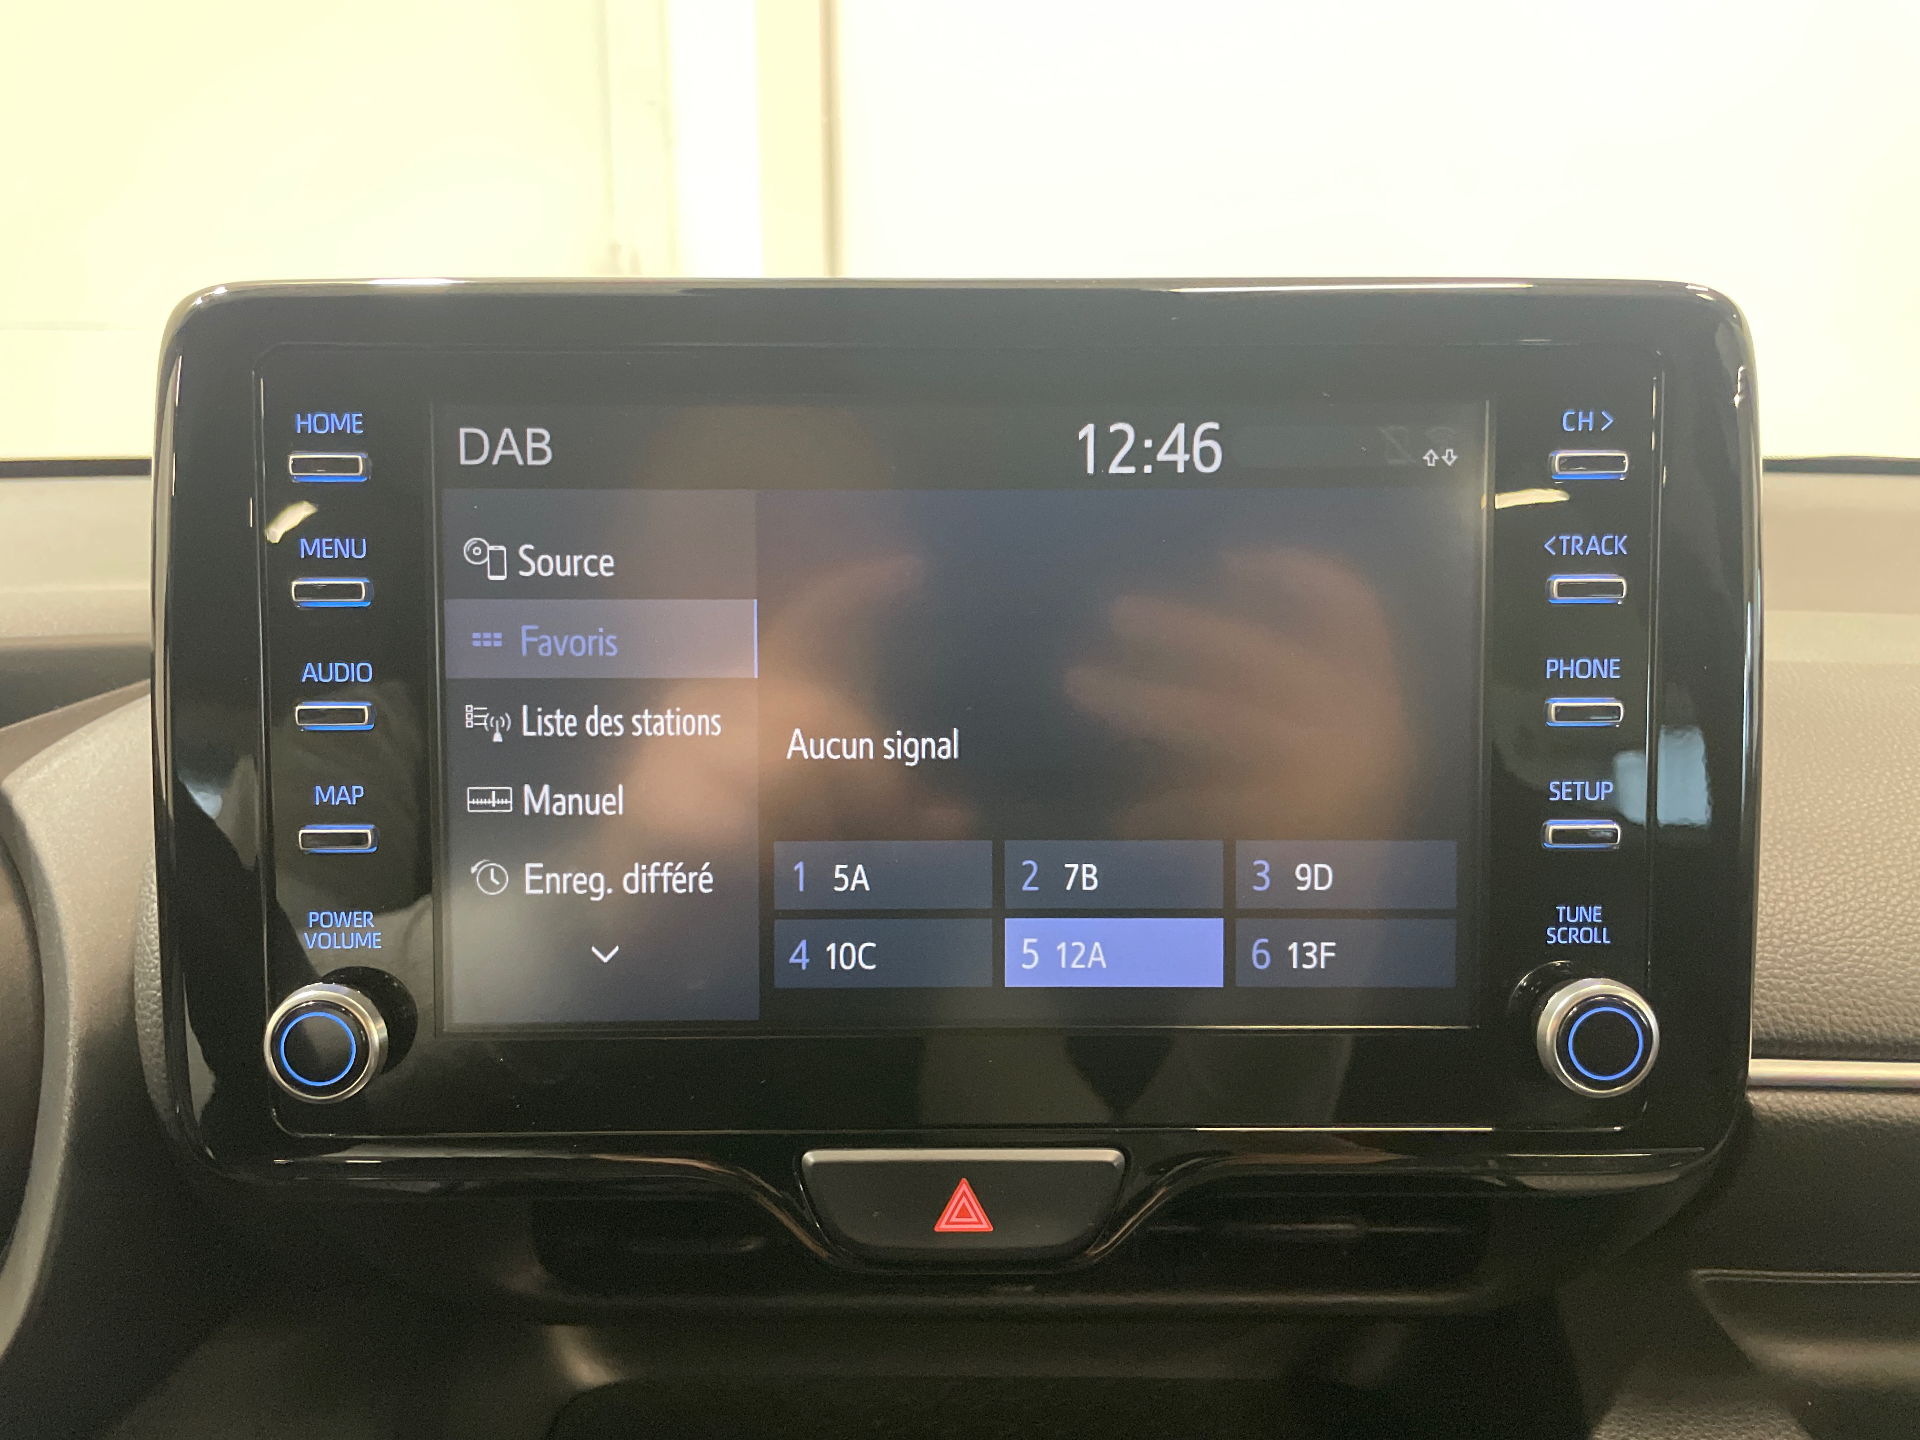 HOME
MENU
AUDIO
MAP
POWER
VOLUME
DAB 12:46
Source
Favoris
Liste des stations
Manuel
Enreg. différé
Aucun signal
1 5A 2 7B 3 9D
4 10C 5 12A 6 13F
CH >
<TRACK
PHONE
SETUP
TUNE
SCROLL